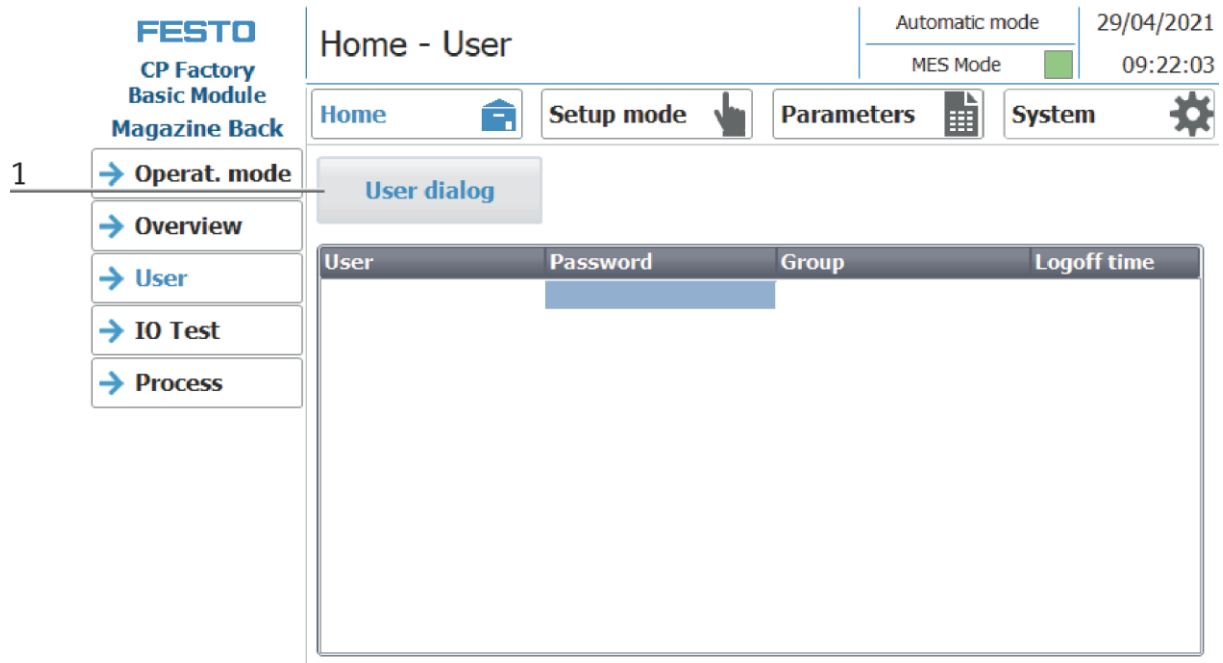 FESTO
CP Factory
Basic Module
Magazine Back
Home - User
Automatic mode
MES Mode
29/04/2021
09:22:03
Home
Setup mode
Parameters
System
1
Operat. mode
Overview
User
IO Test
Process
User dialog
User Password Group Logoff time